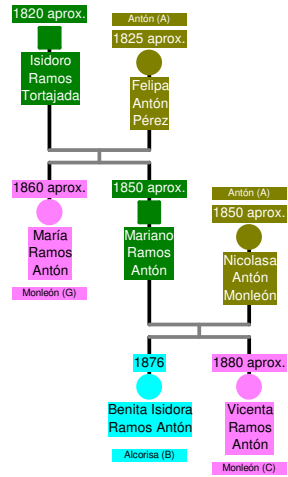 1820 aprox.
Isidoro
Ramos
Tortajada
Antón (A)
1825 aprox.
Felipa
Antón
Pérez
1860 aprox.
María
Ramos
Antón
Monleón (G)
1850 aprox.
Mariano
Ramos
Antón
Antón (A)
1850 aprox.
Nicolasa
Antón
Monleón
1876
Benita Isidora
Ramos Antón
Alcorisa (B)
1880 aprox.
Vicenta
Ramos
Antón
Monleón (C)